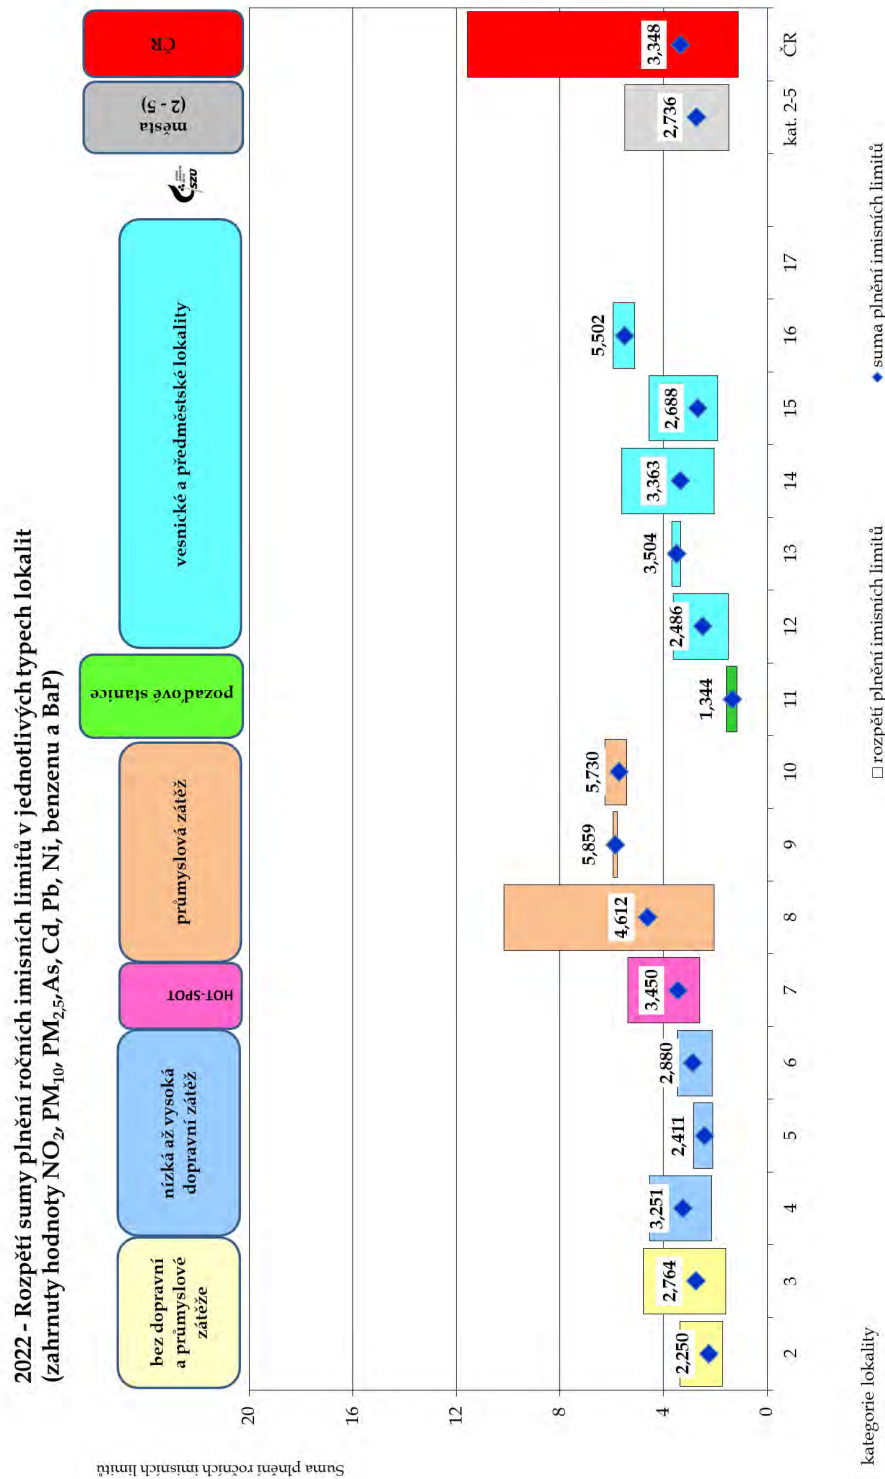 2022 - Rozpětí sumy plnění ročních imisních limitů v jednotlivých typech lokalit
(zahrnuty hodnoty NO₂, PM₁₀, PM₂,₅,As, Cd, Pb, Ni, benzenu a BaP)
bez dopravní
a průmyslové
zátěže
nízká až vysoká
dopravní zátěž
HOT-SPOT
průmyslová zátěž
pozaďové stanice
vesnické a předměstské lokality
SZÚ
města
(2 - 5)
ČR
Suma plnění ročních imisních limitů
20
16
12
8
4
0
2,250
2,764
3,251
2,411
2,880
3,450
4,612
5,859
5,730
1,344
2,486
3,504
3,363
2,688
5,502
2,736
3,348
2
3
4
5
6
7
8
9
10
11
12
13
14
15
16
17
kat. 2-5
ČR
kategorie lokality
rozpětí plnění imisních limitů
suma plnění imisních limitů